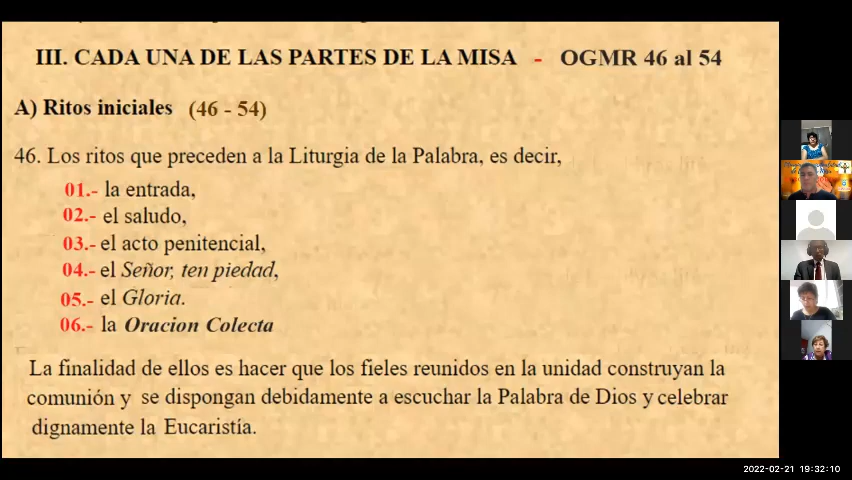 III. CADA UNA DE LAS PARTES DE LA MISA - OGMR 46 al 54
A) Ritos iniciales (46 - 54)
46. Los ritos que preceden a la Liturgia de la Palabra, es decir,
01.- la entrada,
02.- el saludo,
03.- el acto penitencial,
04.- el Señor, ten piedad,
05.- el Gloria.
06.- la Oracion Colecta
La finalidad de ellos es hacer que los fieles reunidos en la unidad construyan la
comunión y se dispongan debidamente a escuchar la Palabra de Dios y celebrar
dignamente la Eucaristía.
2022-02-21 19:32:10